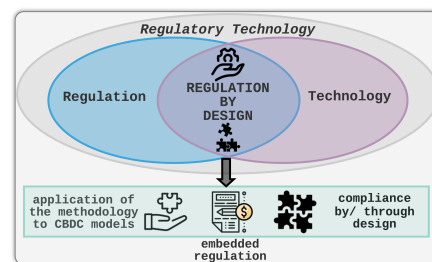 Regulatory Technology
Regulation
REGULATION
BY
DESIGN
Technology
application of
the methodology
to CBDC models
$
embedded
regulation
compliance
by/ through
design